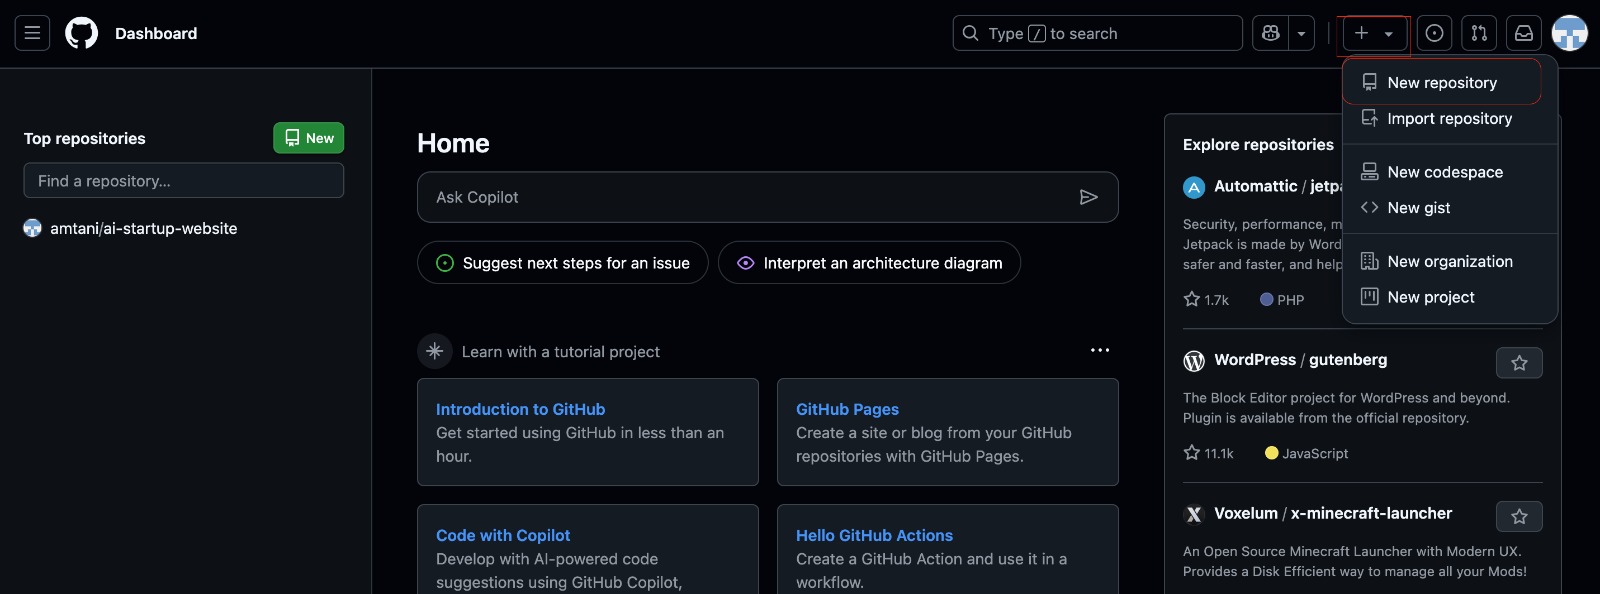 Dashboard
Type / to search
Top repositories
New
Find a repository...
amtani/ai-startup-website
Home
Ask Copilot
Suggest next steps for an issue
Interpret an architecture diagram
Learn with a tutorial project
Introduction to GitHub
Get started using GitHub in less than an
hour.
GitHub Pages
Create a site or blog from your GitHub
repositories with GitHub Pages.
Code with Copilot
Develop with AI-powered code
suggestions using GitHub Copilot,
Hello GitHub Actions
Create a GitHub Action and use it in a
workflow.
New repository
Import repository
New codespace
New gist
New organization
New project
Explore repositories
Automattic / jetpa
Security, performance, m
Jetpack is made by Word
safer and faster, and help
1.7k PHP
WordPress / gutenberg
The Block Editor project for WordPress and beyond.
Plugin is available from the official repository.
11.1k JavaScript
Voxelum / x-minecraft-launcher
An Open Source Minecraft Launcher with Modern UX.
Provides a Disk Efficient way to manage all your Mods!